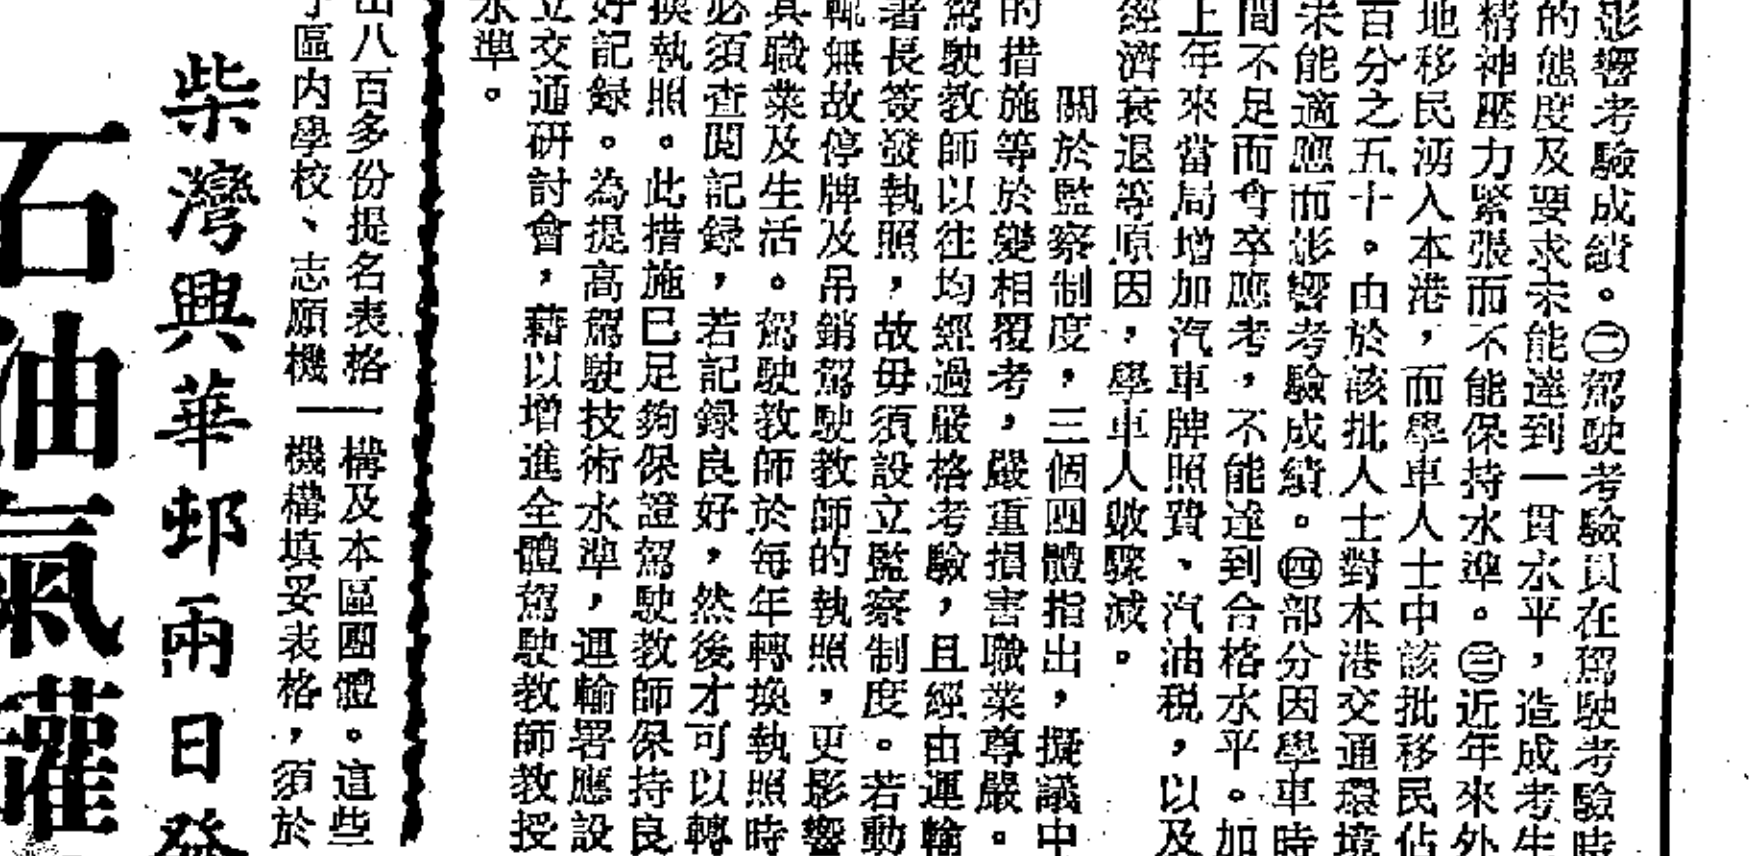 影響考驗成績。㊁駕駛考驗員在駕駛考驗時
的態度及要求未能達到一貫水平，造成考生
精神壓力緊張而不能保持水準。㊂近年來外
地移民湧入本港，而學車人士中該批移民佔
百分之五十。由於該批人士對本港交通環境
未能適應而影響考驗成績。㊃部分因學車時
間不足而倉卒應考，不能達到合格水平。加
上年來當局增加汽車牌照費、汽油税，以及
經濟衰退等原因，學車人數驟減。
關於監察制度，三個團體指出，擬議中
的措施等於變相覆考，嚴重損害職業尊嚴。
駕駛教師以往均經過嚴格考驗，且經由運輸
署長簽發執照，故毋須設立監察制度。若動
輒無故停牌及吊銷駕駛教師的執照，更影響
其職業及生活。駕駛教師於每年轉換執照時
必須查閱記録，若記録良好，然後才可以轉
換執照。此措施已足夠保證駕駛教師保持良
好記録。為提高駕駛技術水準，運輸署應設
立交通研討會，藉以增進全體駕駛教師教授
水準。
出八百多份提名表格
于區内學校、志願機
構及本區團體。這些
機構填妥表格，須於
柴灣興華邨兩日發
石油氣罐